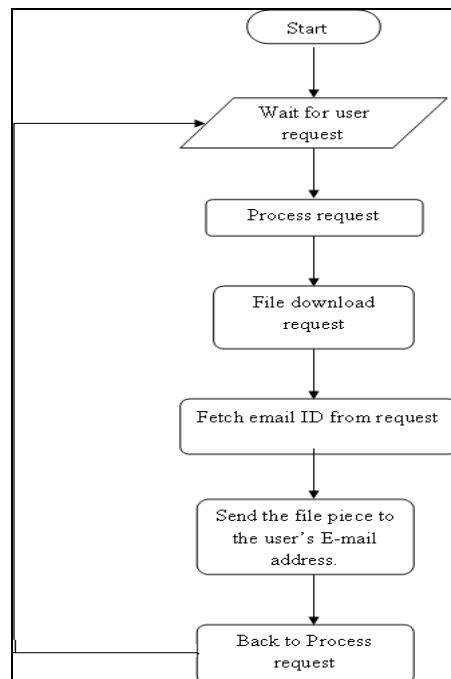 Start
Wait for user
request
Process request
File download
request
Fetch email ID from request
Send the file piece to
the user's E-mail
address.
Back to Process
request